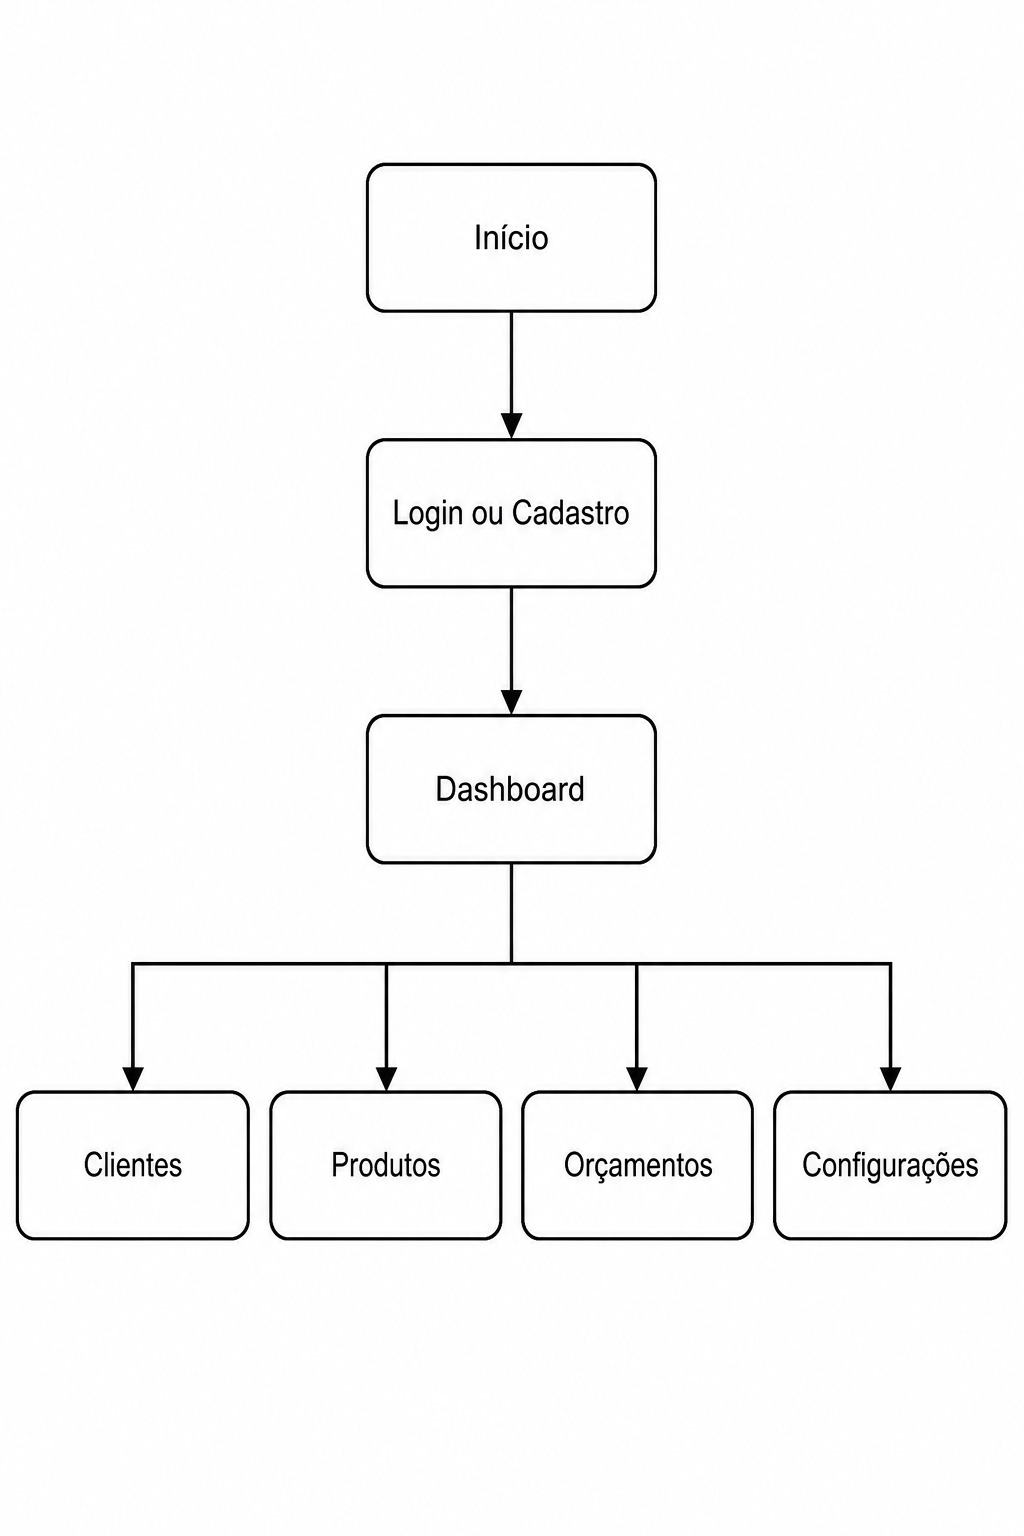 Início
Login ou Cadastro
Dashboard
Clientes
Produtos
Orçamentos
Configurações